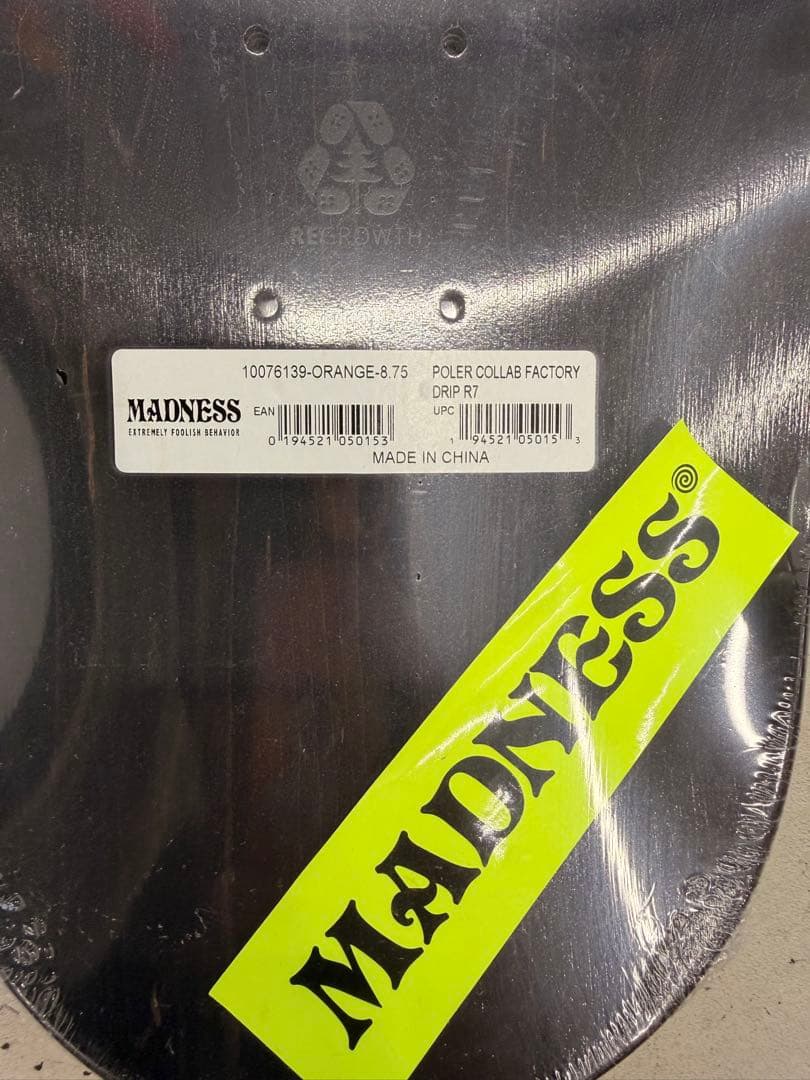 REGROWTH
10076139-ORANGE-8.75
POLER COLLAB FACTORY
DRIP R7
MADNESS
EXTREMELY FOOLISH BEHAVIOR
EAN
0 194521 050153
UPC
1 94521 05015 3
MADE IN CHINA
MADNESS